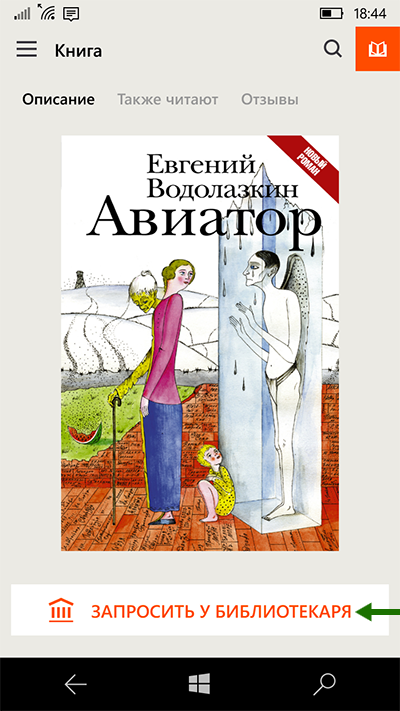 18:44
Книга
Описание Также читают Отзывы
НОВЫЙ
РОМАН
Евгений
Водолазкин
Авиатор
ЗАПРОСИТЬ У БИБЛИОТЕКАРЯ